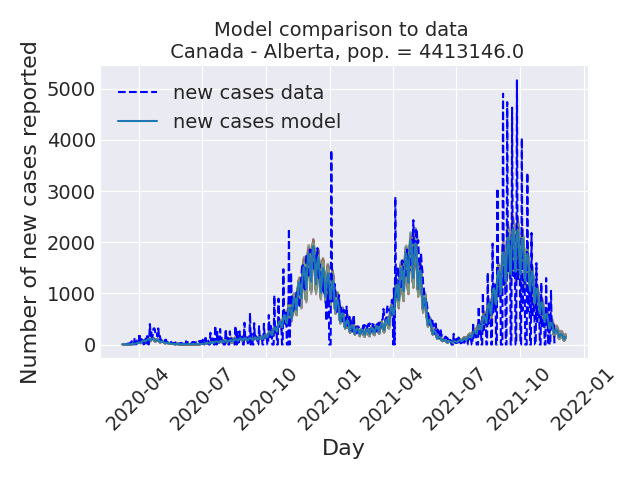 Model comparison to data
Canada - Alberta, pop. = 4413146.0
Number of new cases reported
5000
4000
3000
2000
1000
0
new cases data
new cases model
2020-04
2020-07
2020-10
2021-01
2021-04
2021-07
2021-10
2022-01
Day